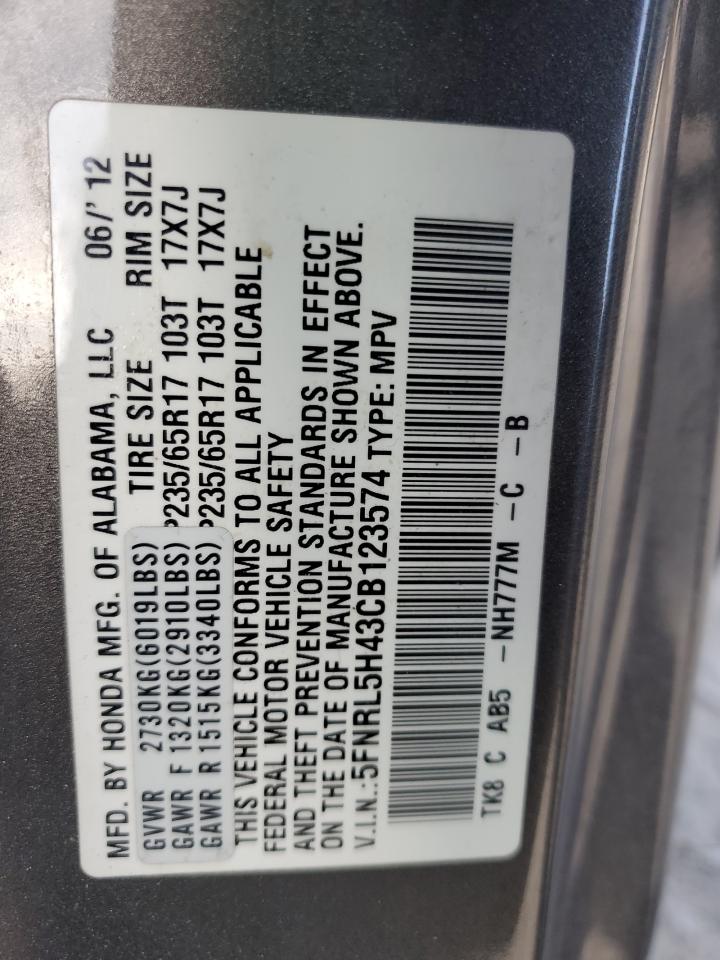 MFD. BY HONDA MFG. OF ALABAMA, LLC 06/'12
GVWR 2730KG(6019LBS) TIRE SIZE RIM SIZE
GAWR F 1320KG(2910LBS) P235/65R17 103T 17X7J
GAWR R 1515KG(3340LBS) P235/65R17 103T 17X7J
THIS VEHICLE CONFORMS TO ALL APPLICABLE
FEDERAL MOTOR VEHICLE SAFETY
AND THEFT PREVENTION STANDARDS IN EFFECT
ON THE DATE OF MANUFACTURE SHOWN ABOVE.
V.I.N.:5FNRL5H43CB123574 TYPE: MPV
TK8 C AB5 -NH777M -C -B